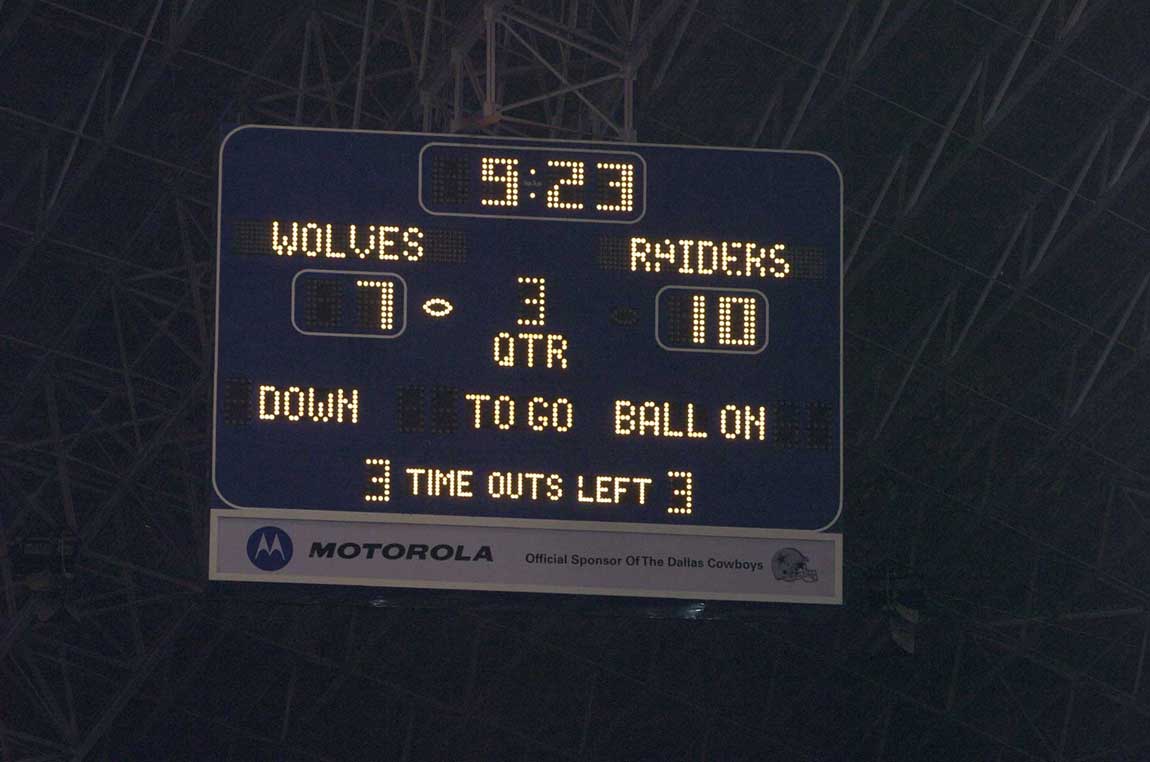 9:23
WOLVES RAIDERS
7 3 10
QTR
DOWN TO GO BALL ON
3 TIME OUTS LEFT 3
MOTOROLA Official Sponsor Of The Dallas Cowboys